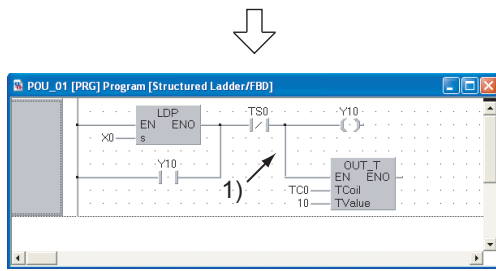 POU_01 [PRG] Program [Structured Ladder/FBD]
LDP
EN ENO
X0 s
TS0
Y10
Y10
1)
OUT_T
EN ENO
TC0 TCoil
10 TValue